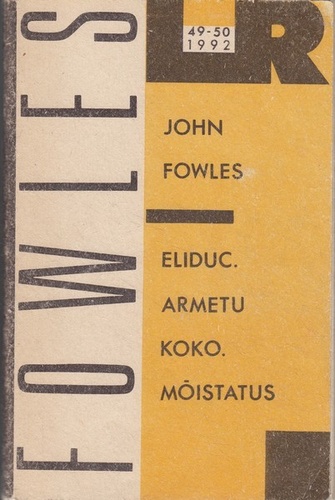 FOWLES
LR
49-50
1992
JOHN
FOWLES
ELIDUC.
ARMETU
KOKO.
MÕISTATUS